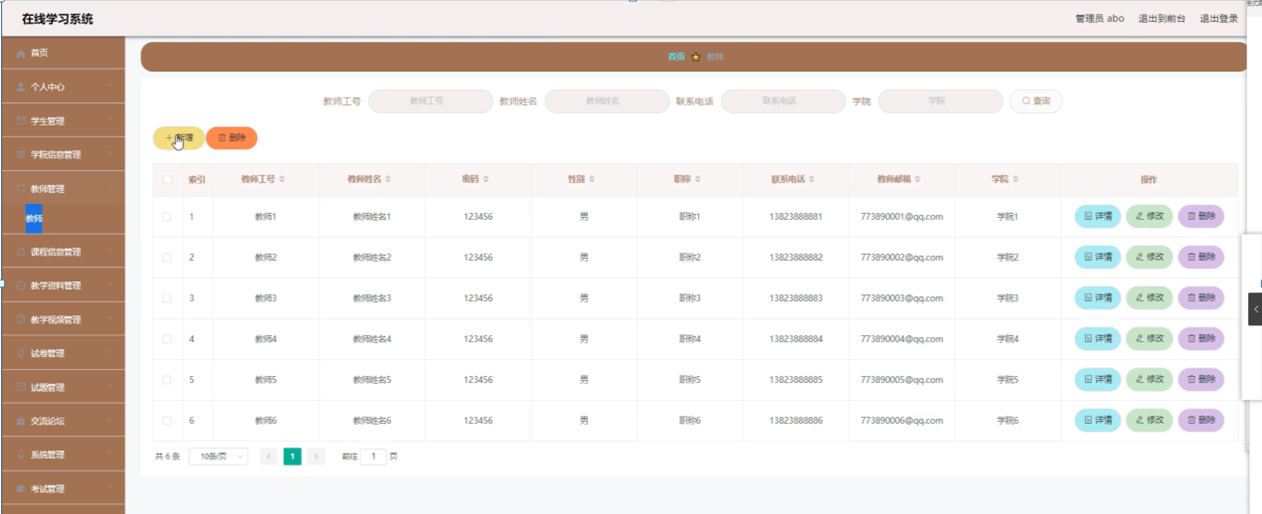 在线学习系统
管理员 abo 退出到前台 退出登录
首页
个人中心
学生管理
学院信息管理
教师管理
教师
课程信息管理
教学资料管理
教学视频管理
试卷管理
试题管理
交流论坛
系统管理
考试管理
首页 教师
教师工号 教师工号 教师姓名 教师姓名 联系电话 联系电话 学院 学院 查询
新增 删除
索引 教师工号 教师姓名 密码 性别 职称 联系电话 教师邮箱 学院 操作
1 教师1 教师姓名1 123456 男 职称1 13823888881 773890001@qq.com 学院1 详情 修改 删除
2 教师2 教师姓名2 123456 男 职称2 13823888882 773890002@qq.com 学院2 详情 修改 删除
3 教师3 教师姓名3 123456 男 职称3 13823888883 773890003@qq.com 学院3 详情 修改 删除
4 教师4 教师姓名4 123456 男 职称4 13823888884 773890004@qq.com 学院4 详情 修改 删除
5 教师5 教师姓名5 123456 男 职称5 13823888885 773890005@qq.com 学院5 详情 修改 删除
6 教师6 教师姓名6 123456 男 职称6 13823888886 773890006@qq.com 学院6 详情 修改 删除
共 6 条 10条/页 1 前往 1 页